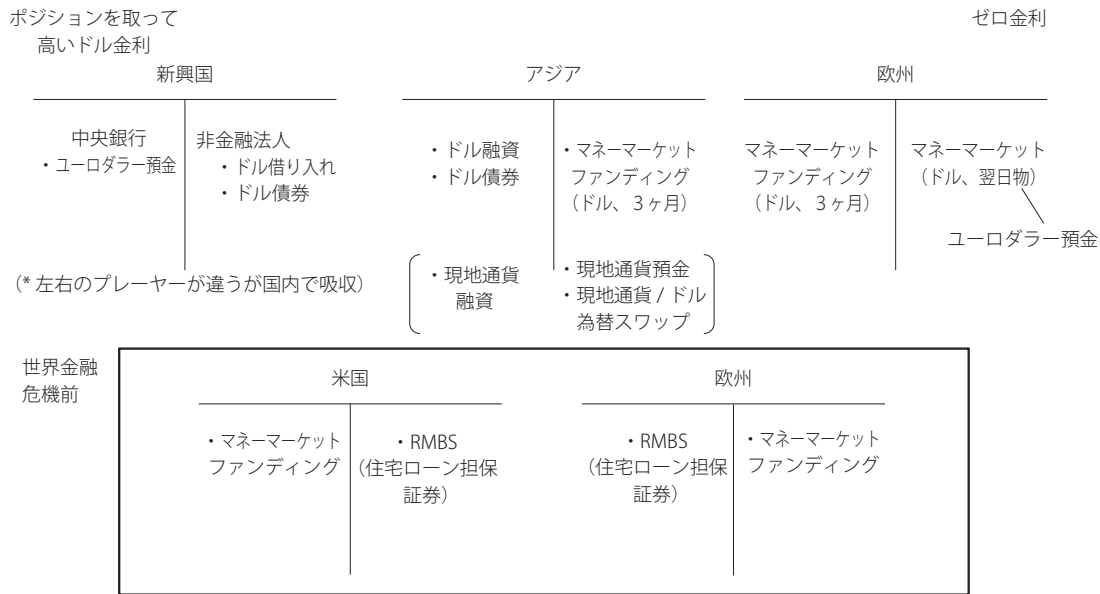 ポジションを取って
高いドル金利
ゼロ金利
新興国
中央銀行
・ユーロダラー預金
非金融法人
・ドル借り入れ
・ドル債券
(* 左右のプレーヤーが違うが国内で吸収)
アジア
・ドル融資
・ドル債券
・マネーマーケット
ファンディング
(ドル、３ヶ月)
・現地通貨
融資
・現地通貨預金
・現地通貨 / ドル
為替スワップ
欧州
マネーマーケット
ファンディング
(ドル、３ヶ月)
マネーマーケット
(ドル、翌日物)
ユーロダラー預金
世界金融
危機前
米国
・マネーマーケット
ファンディング
・RMBS
(住宅ローン担保
証券)
欧州
・RMBS
(住宅ローン担保
証券)
・マネーマーケット
ファンディング